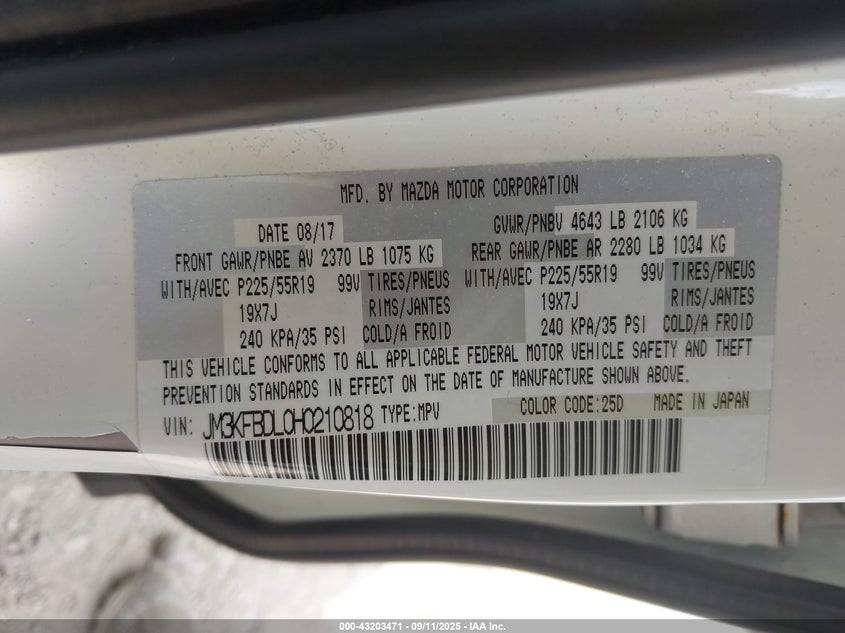 MFD. BY MAZDA MOTOR CORPORATION
DATE 08/17 GVWR/PNBV 4643 LB 2106 KG
FRONT GAWR/PNBE AV 2370 LB 1075 KG REAR GAWR/PNBE AR 2280 LB 1034 KG
WITH/AVEC P225/55R19 99V TIRES/PNEUS WITH/AVEC P225/55R19 99V TIRES/PNEUS
19X7J RIMS/JANTES 19X7J RIMS/JANTES
240 KPA/35 PSI COLD/A FROID 240 KPA/35 PSI COLD/A FROID
THIS VEHICLE CONFORMS TO ALL APPLICABLE FEDERAL MOTOR VEHICLE SAFETY AND THEFT
PREVENTION STANDARDS IN EFFECT ON THE DATE OF MANUFACTURE SHOWN ABOVE.
VIN: JM3KFBDL0H0210818 TYPE:MPV COLOR CODE:25D MADE IN JAPAN
000-43203471 - 09/11/2025 - IAA Inc.